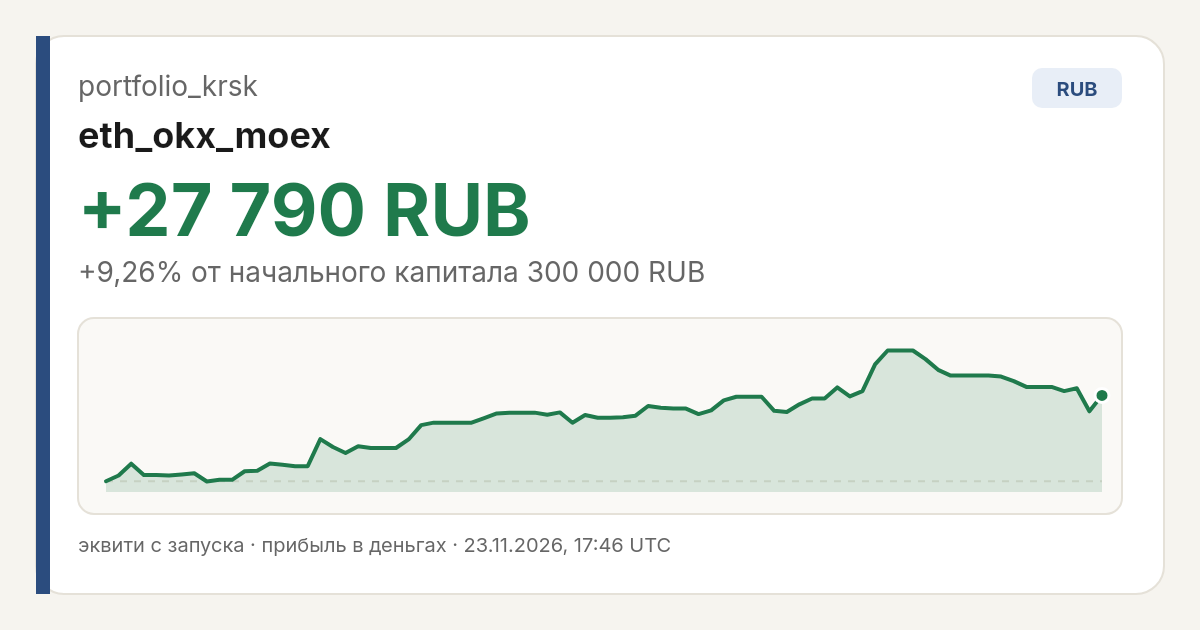 portfolio_krsk
RUB
eth_okx_moex
+27 790 RUB
+9,26% от начального капитала 300 000 RUB
эквити с запуска · прибыль в деньгах · 23.11.2026, 17:46 UTC